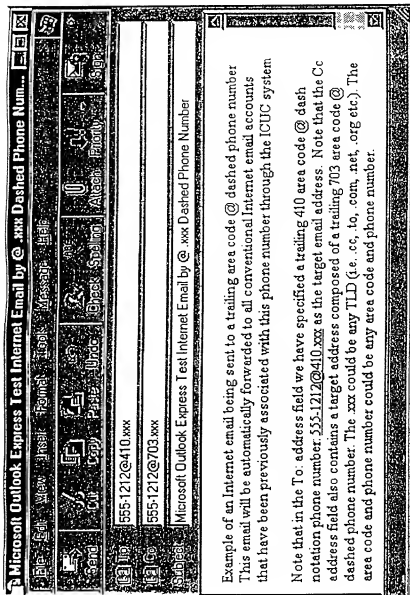 Microsoft Outlook Express Test Internet Email by @ .xxx Dashed Phone Num...
File Edit View Insert Format Tools Message Help
Send Cut Copy Paste Undo Check Spelling Attach Priority Sign
To: 555-1212@410.xxx
Cc: 555-1212@703.xxx
Subject: Microsoft Outlook Express Test Internet Email by @ .xxx Dashed Phone Number
Example of an Internet email being sent to a trailing area code @ dashed phone number
This email will be automatically forwarded to all conventional Internet email accounts
that have been previously associated with this phone number through the ICUC system
Note that in the To: address field we have specified a trailing 410 area code @ dash
notation phone number. 555-1212@410.xxx as the target email address. Note that the Cc
address field also contains a target address composed of a trailing 703 area code @
dashed phone number. The xxx could be any TLD (i.e. .cc, .to, .com, .net, .org etc.). The
area code and phone number could be any area code and phone number.